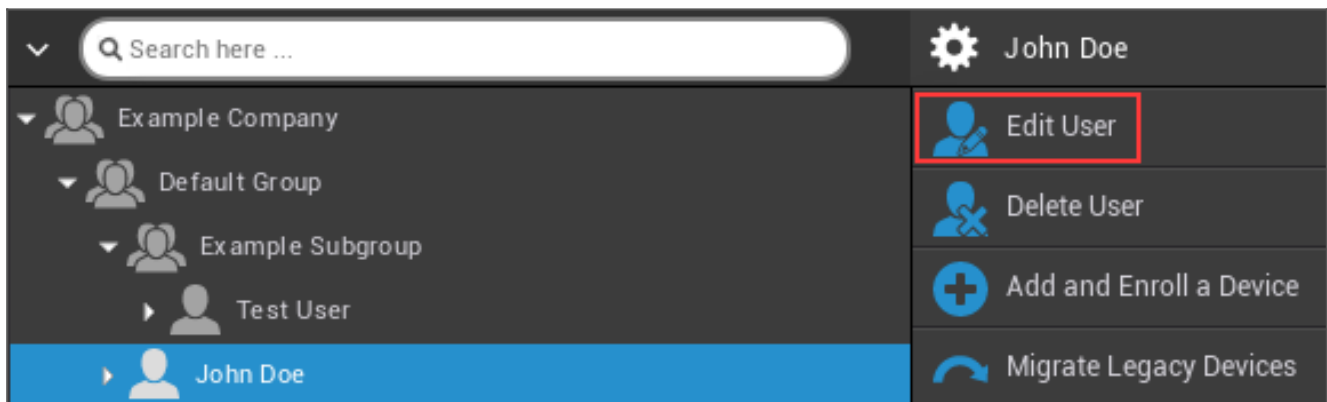 Search here ...
Example Company
Default Group
Example Subgroup
Test User
John Doe
John Doe
Edit User
Delete User
Add and Enroll a Device
Migrate Legacy Devices